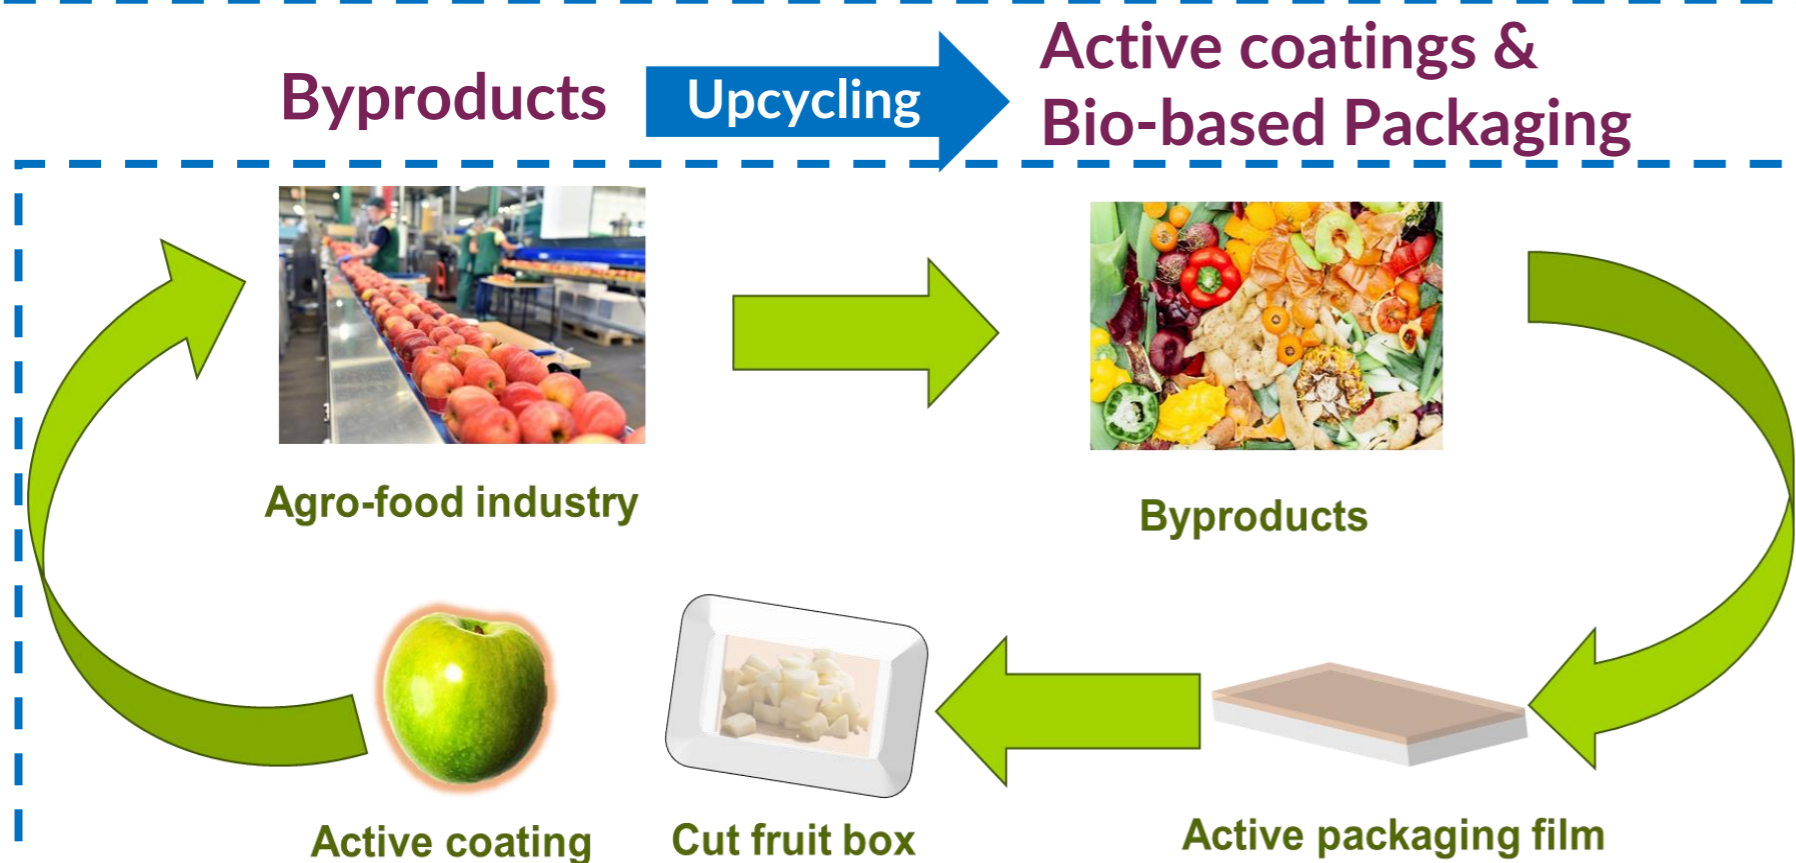 Byproducts
Upcycling
Active coatings &
Bio-based Packaging
Agro-food industry
Byproducts
Active coating
Cut fruit box
Active packaging film